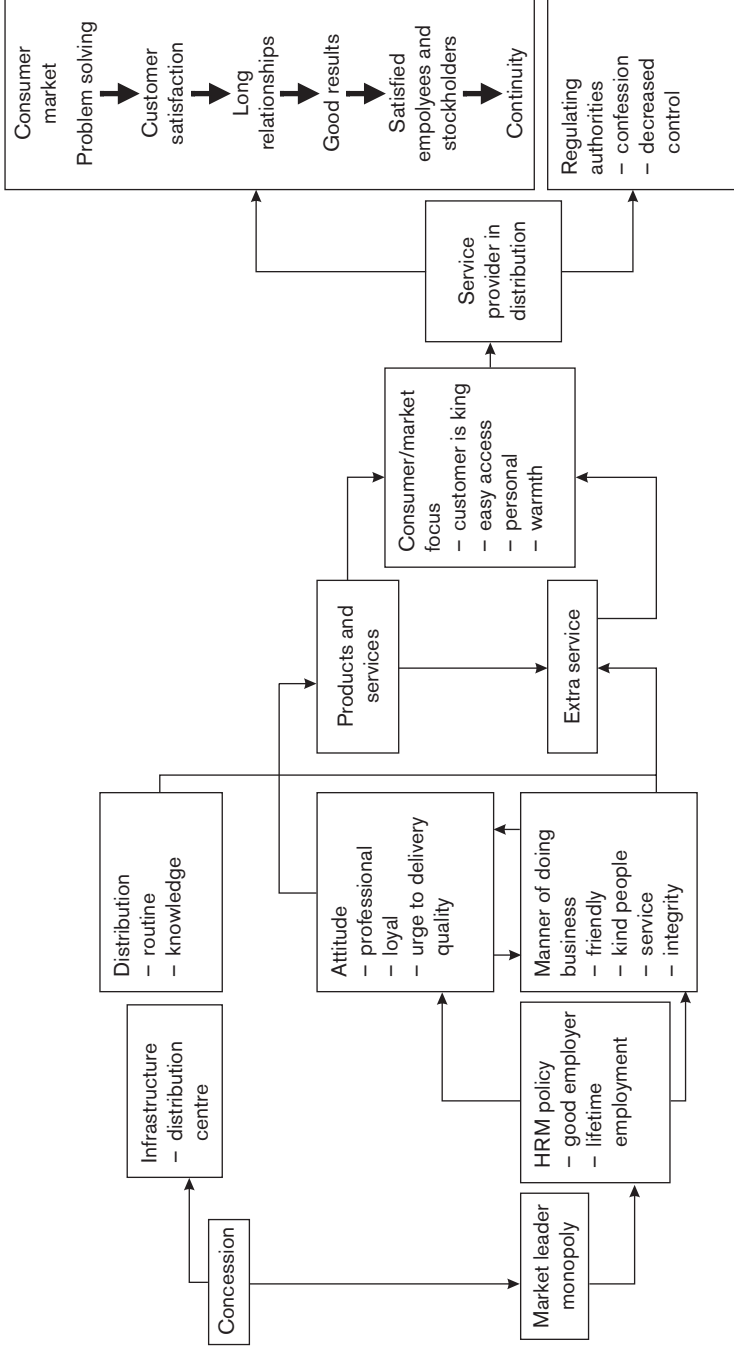 Concession
Infrastructure
– distribution
centre
Market leader
monopoly
HRM policy
– good employer
– lifetime
employment
Distribution
– routine
– knowledge
Attitude
– professional
– loyal
– urge to delivery
quality
Manner of doing
business
– friendly
– kind people
– service
– integrity
Products and
services
Extra service
Consumer/market
focus
– customer is king
– easy access
– personal
– warmth
Service
provider in
distribution
Consumer
market
Problem solving
Customer
satisfaction
Long
relationships
Good results
Satisfied
empolyees and
stockholders
Continuity
Regulating
authorities
– confession
– decreased
control